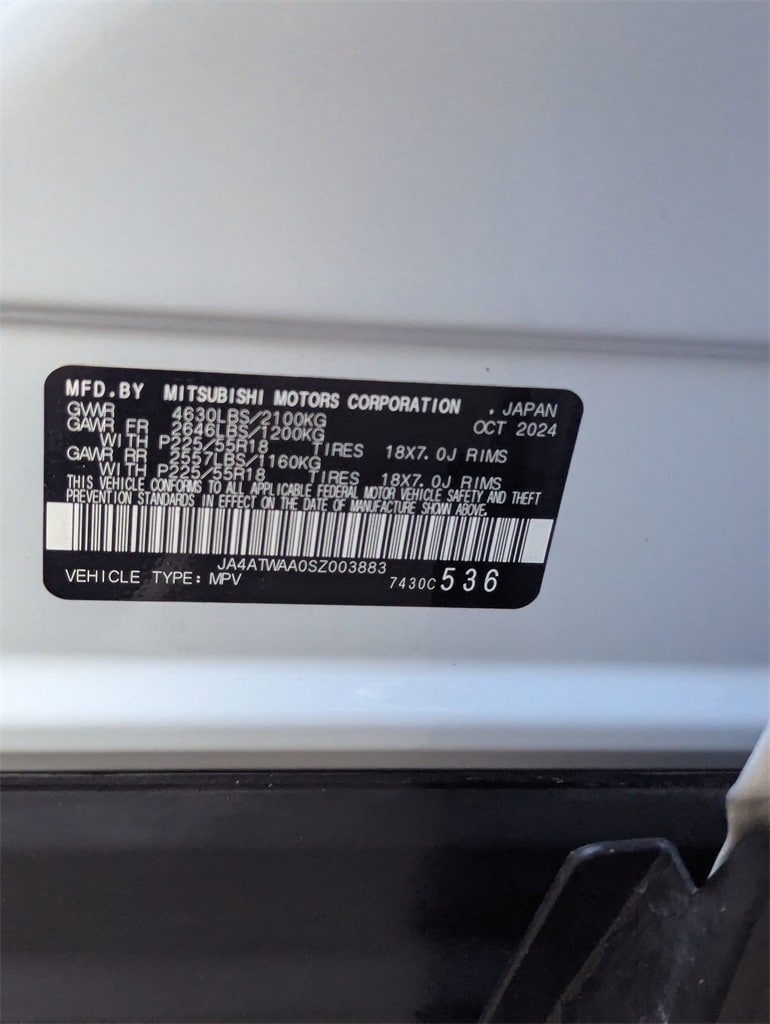 MFD.BY MITSUBISHI MOTORS CORPORATION . JAPAN
GVWR 4630LBS/2100KG OCT 2024
GAWR FR 2646LBS/1200KG
WITH P225/55R18 TIRES 18X7.0J RIMS
GAWR RR 2557LBS/1160KG
WITH P225/55R18 TIRES 18X7.0J RIMS
THIS VEHICLE CONFORMS TO ALL APPLICABLE FEDERAL MOTOR VEHICLE SAFETY AND THEFT
PREVENTION STANDARDS IN EFFECT ON THE DATE OF MANUFACTURE SHOWN ABOVE.
JA4ATWAA0SZ003883
VEHICLE TYPE: MPV 7430C 536